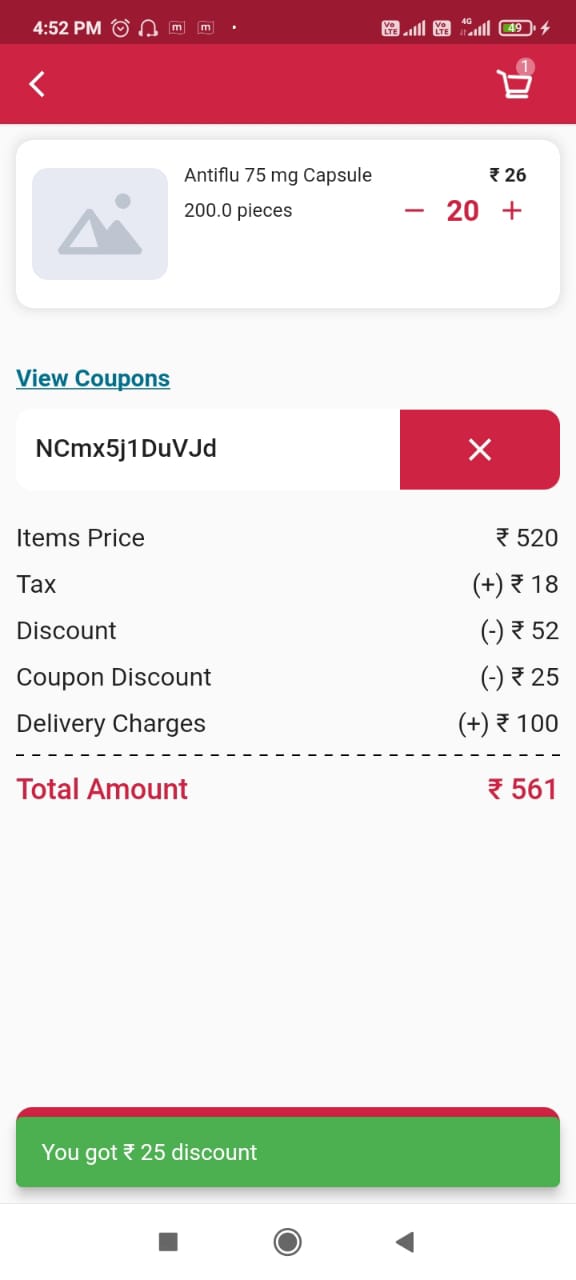 4:52 PM m m VoLTE VoLTE 4G 49
1
Antiflu 75 mg Capsule ₹ 26
200.0 pieces − 20 +
View Coupons
NCmx5j1DuVJd
Items Price ₹ 520
Tax (+) ₹ 18
Discount (-) ₹ 52
Coupon Discount (-) ₹ 25
Delivery Charges (+) ₹ 100
Total Amount ₹ 561
You got ₹ 25 discount